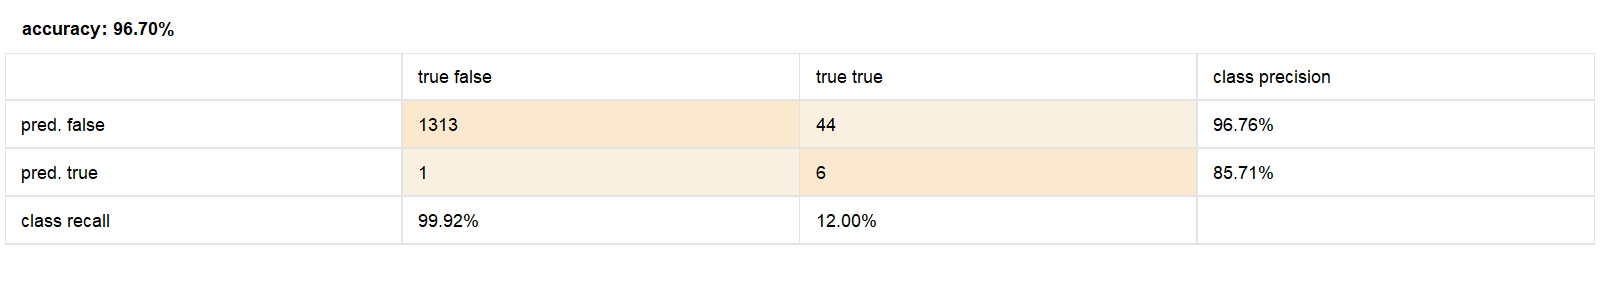 accuracy: 96.70%
true false true true class precision
pred. false 1313 44 96.76%
pred. true 1 6 85.71%
class recall 99.92% 12.00%